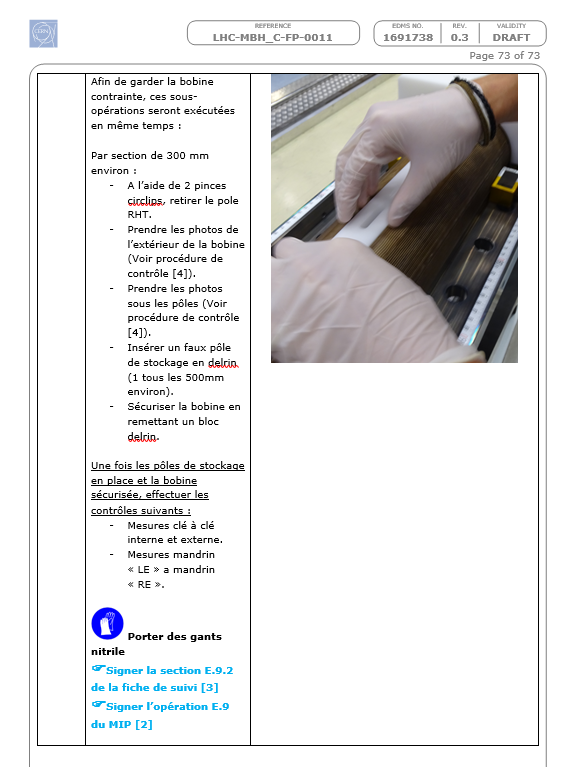 CERN
REFERENCE
LHC-MBH_C-FP-0011
EDMS NO.
1691738
REV.
0.3
VALIDITY
DRAFT
Page 73 of 73
Afin de garder la bobine
contrainte, ces sous-
opérations seront exécutées
en même temps :
Par section de 300 mm
environ :
- A l’aide de 2 pinces
circlips, retirer le pole
RHT.
- Prendre les photos de
l’extérieur de la bobine
(Voir procédure de
contrôle [4]).
- Prendre les photos
sous les pôles (Voir
procédure de contrôle
[4]).
- Insérer un faux pôle
de stockage en delrin
(1 tous les 500mm
environ).
- Sécuriser la bobine en
remettant un bloc
delrin.
Une fois les pôles de stockage
en place et la bobine
sécurisée, effectuer les
contrôles suivants :
- Mesures clé à clé
interne et externe.
- Mesures mandrin
« LE » a mandrin
« RE ».
Porter des gants
nitrile
☞Signer la section E.9.2
de la fiche de suivi [3]
☞Signer l’opération E.9
du MIP [2]